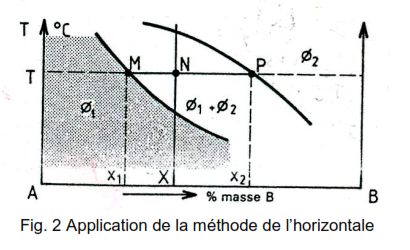 T °C
M N P ø₂
T
ø₁ ø₁ + ø₂
X₁ X X₂
A % masse B B
Fig. 2 Application de la méthode de l'horizontale